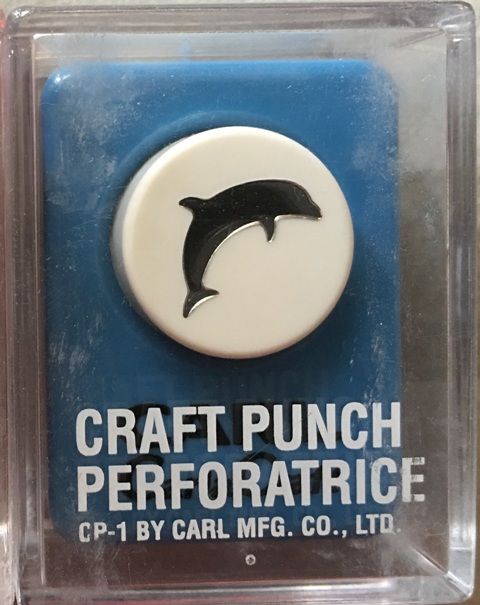 CRAFT PUNCH
PERFORATRICE
CP-1 BY CARL MFG. CO., LTD.